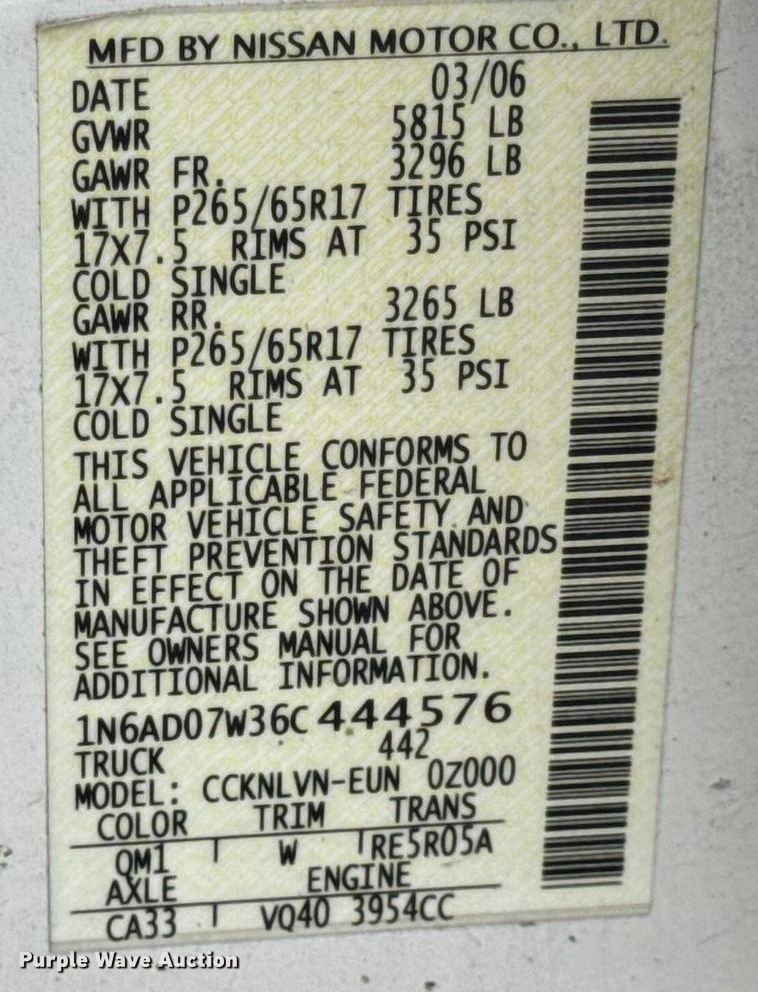 MFD BY NISSAN MOTOR CO., LTD.
DATE 03/06
GVWR 5815 LB
GAWR FR. 3296 LB
WITH P265/65R17 TIRES
17X7.5 RIMS AT 35 PSI
COLD SINGLE
GAWR RR. 3265 LB
WITH P265/65R17 TIRES
17X7.5 RIMS AT 35 PSI
COLD SINGLE
THIS VEHICLE CONFORMS TO
ALL APPLICABLE FEDERAL
MOTOR VEHICLE SAFETY AND
THEFT PREVENTION STANDARDS
IN EFFECT ON THE DATE OF
MANUFACTURE SHOWN ABOVE.
SEE OWNERS MANUAL FOR
ADDITIONAL INFORMATION.
1N6AD07W36C444576
TRUCK 442
MODEL: CCKNLVN-EUN 0Z000
COLOR TRIM TRANS
QM1 W RE5R05A
AXLE ENGINE
CA33 VQ40 3954CC
Purple Wave Auction